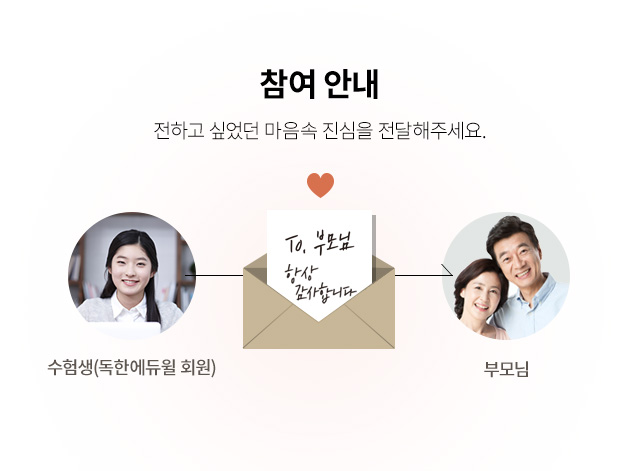 참여 안내
전하고 싶었던 마음속 진심을 전달해주세요.
To. 부모님
항상
감사합니다
수험생(독한에듀윌 회원)
부모님